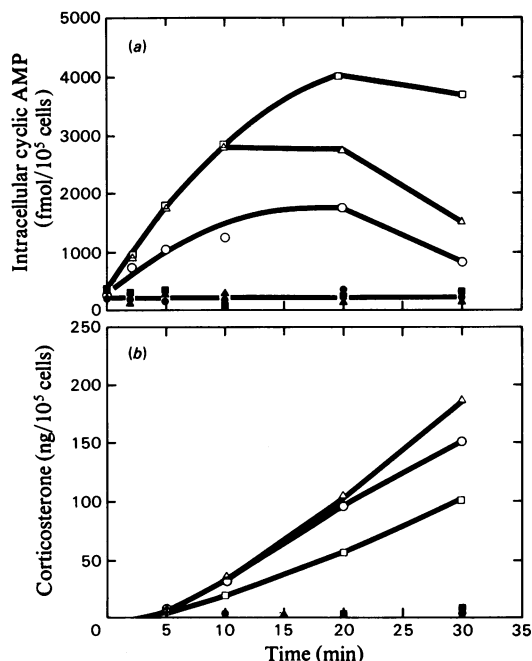 5000
(a)
4000
3000
2000
1000
0
Intracellular cyclic AMP
(fmol/10⁵ cells)
250
(b)
200
150
100
50
0
Corticosterone (ng/10⁵ cells)
5 10 15 20 25 30 35
Time (min)